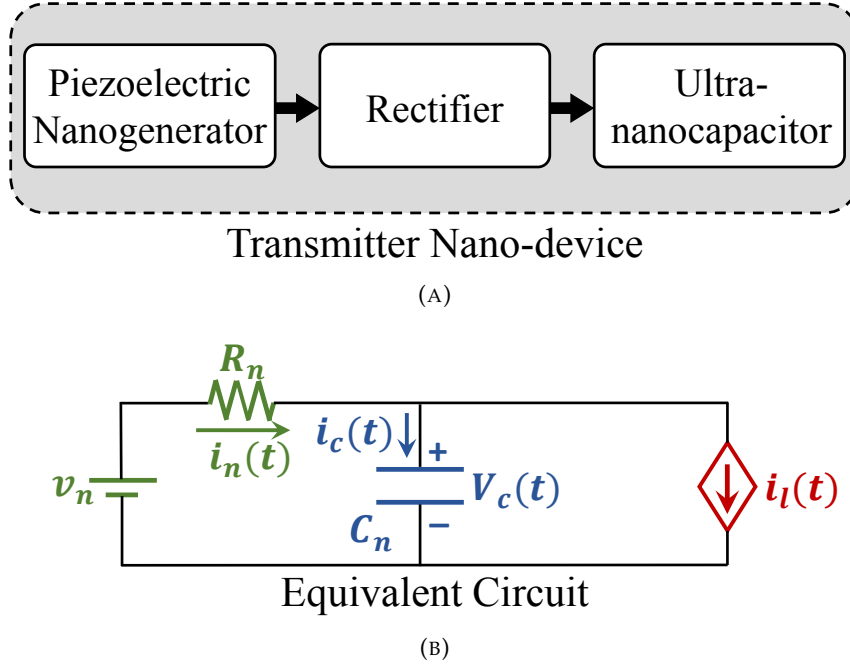 Piezoelectric
Nanogenerator
Rectifier
Ultra-
nanocapacitor
Transmitter Nano-device
(A)
R_n
i_n(t)
v_n
i_c(t)
+
V_c(t)
C_n
−
i_l(t)
Equivalent Circuit
(B)